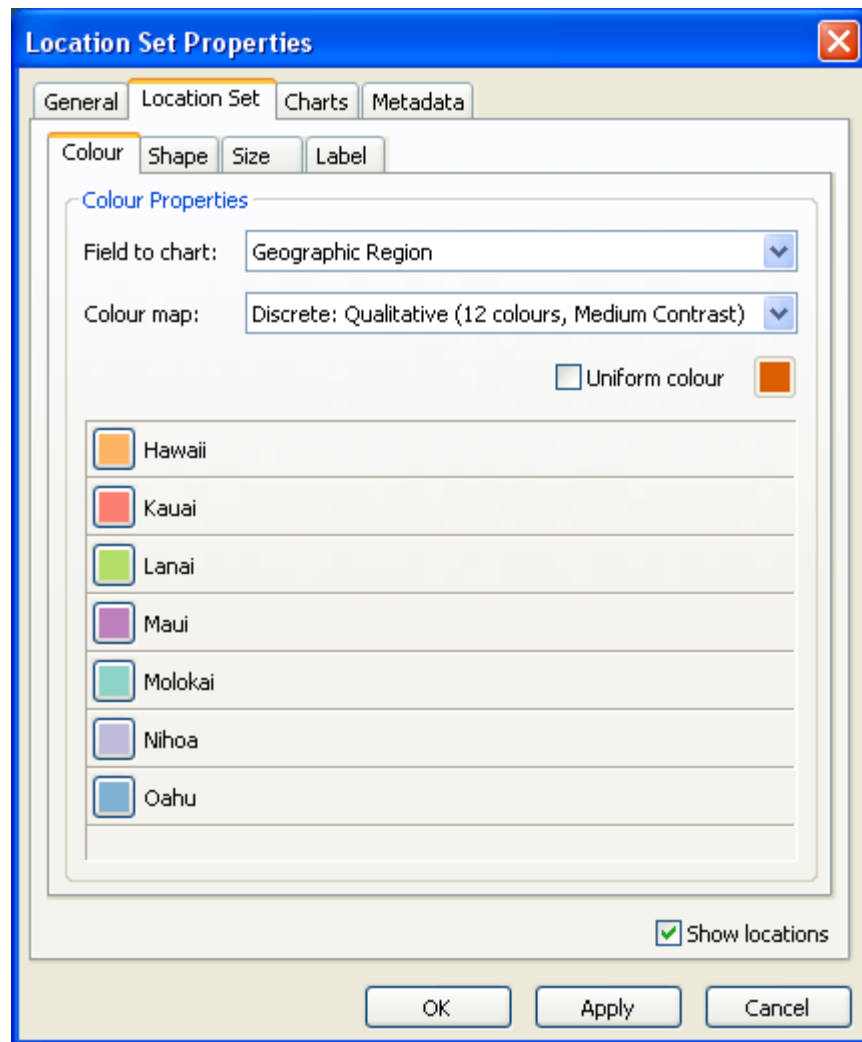 Location Set Properties
General Location Set Charts Metadata
Colour Shape Size Label
Colour Properties
Field to chart: Geographic Region
Colour map: Discrete: Qualitative (12 colours, Medium Contrast)
Uniform colour
Hawaii
Kauai
Lanai
Maui
Molokai
Nihoa
Oahu
Show locations
OK Apply Cancel